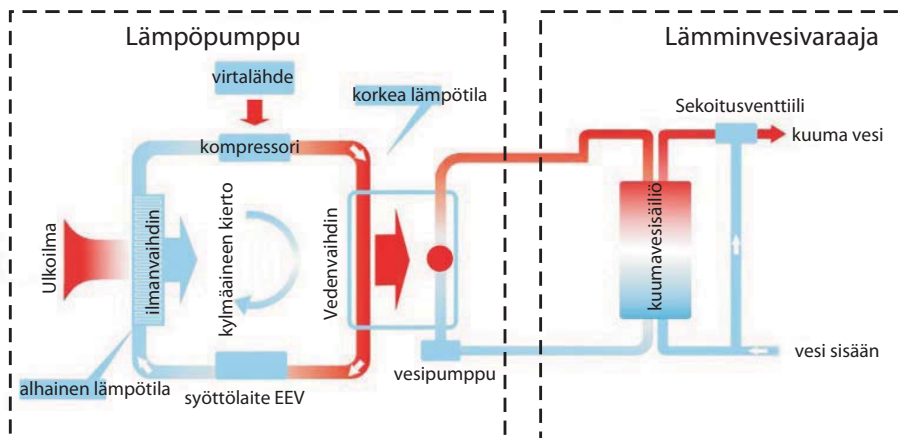 Lämpöpumppu
Lämminvesivaraaja
virtalähde
korkea lämpötila
Sekoitusventtiili
kompressori
kuuma vesi
Ulkoilma
ilmanvaihdin
kylmäaineen kierto
Vedenvaihdin
kuumavesisäiliö
vesipumppu
vesi sisään
alhainen lämpötila
syöttölaite EEV